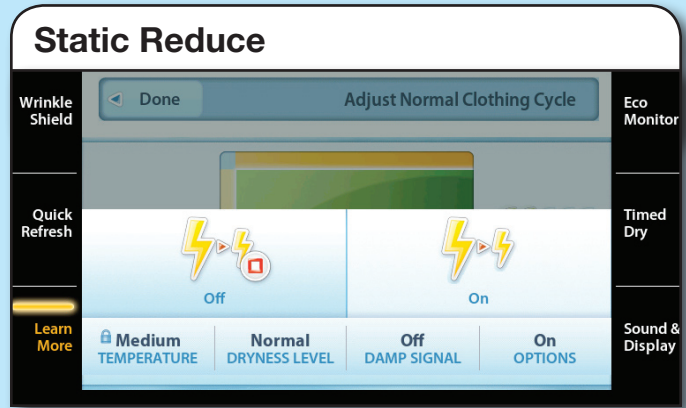 Static Reduce
Wrinkle
Shield
Done
Adjust Normal Clothing Cycle
Eco
Monitor
Quick
Refresh
Timed
Dry
Off
On
Learn
More
Medium
TEMPERATURE
Normal
DRYNESS LEVEL
Off
DAMP SIGNAL
On
OPTIONS
Sound &
Display